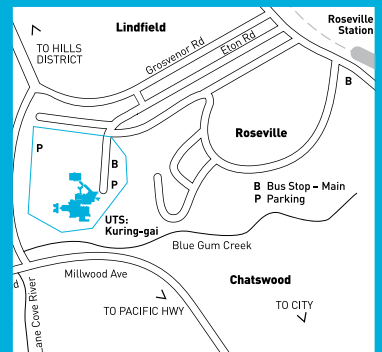 Lindfield
Roseville
Station
TO HILLS
DISTRICT
Grosvenor Rd
Eton Rd
B
Roseville
P
B
P
B Bus Stop – Main
P Parking
UTS:
Kuring-gai
Blue Gum Creek
Millwood Ave
Chatswood
d
Lane Cove River
TO PACIFIC HWY
TO CITY